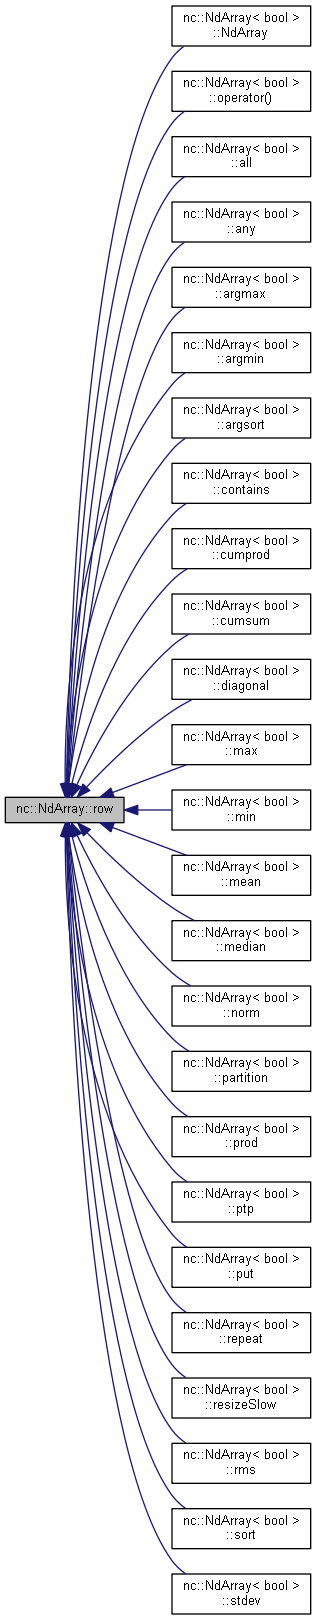 nc::NdArray< bool >
::NdArray
nc::NdArray< bool >
::operator()
nc::NdArray< bool >
::all
nc::NdArray< bool >
::any
nc::NdArray< bool >
::argmax
nc::NdArray< bool >
::argmin
nc::NdArray< bool >
::argsort
nc::NdArray< bool >
::contains
nc::NdArray< bool >
::cumprod
nc::NdArray< bool >
::cumsum
nc::NdArray< bool >
::diagonal
nc::NdArray< bool >
::max
nc::NdArray::row
nc::NdArray< bool >
::min
nc::NdArray< bool >
::mean
nc::NdArray< bool >
::median
nc::NdArray< bool >
::norm
nc::NdArray< bool >
::partition
nc::NdArray< bool >
::prod
nc::NdArray< bool >
::ptp
nc::NdArray< bool >
::put
nc::NdArray< bool >
::repeat
nc::NdArray< bool >
::resizeSlow
nc::NdArray< bool >
::rms
nc::NdArray< bool >
::sort
nc::NdArray< bool >
::stdev